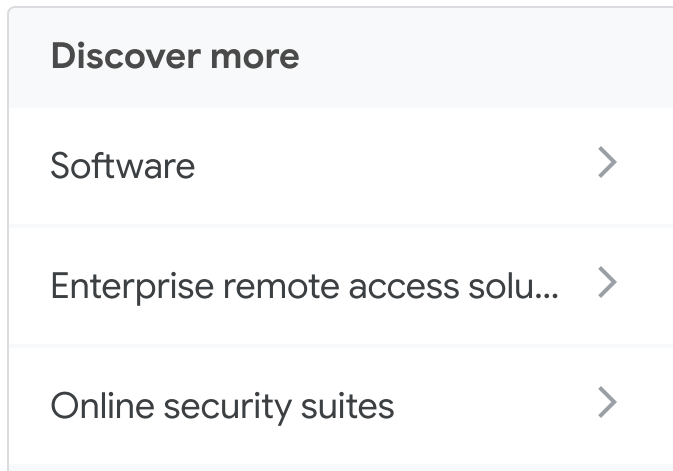 Discover more
Software
Enterprise remote access solu...
Online security suites